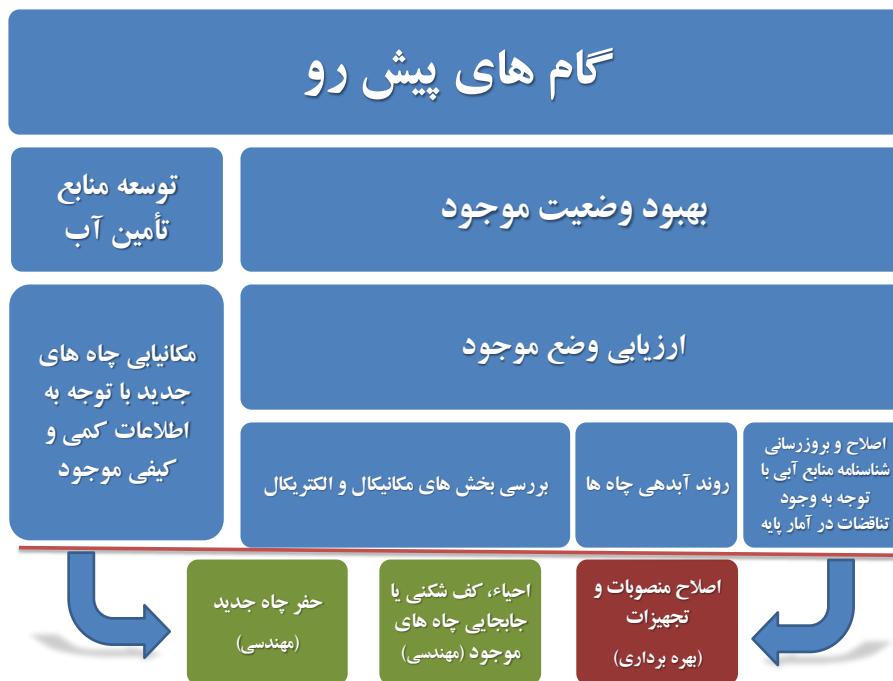 گام های پیش رو
بهبود وضعیت موجود
توسعه منابع
تأمین آب
ارزیابی وضع موجود
اصلاح و بروزرسانی
شناسنامه منابع آبی با
توجه به وجود
تناقضات در آمار پایه
روند آبدهی چاه ها
بررسی بخش های مکانیکال و الکتریکال
مکانیابی چاه های
جدید با توجه به
اطلاعات کمی و
کیفی موجود
اصلاح منصوبات و
تجهیزات
(بهره برداری)
احیاء، کف شکنی یا
جابجایی چاه های
موجود (مهندسی)
حفر چاه جدید
(مهندسی)